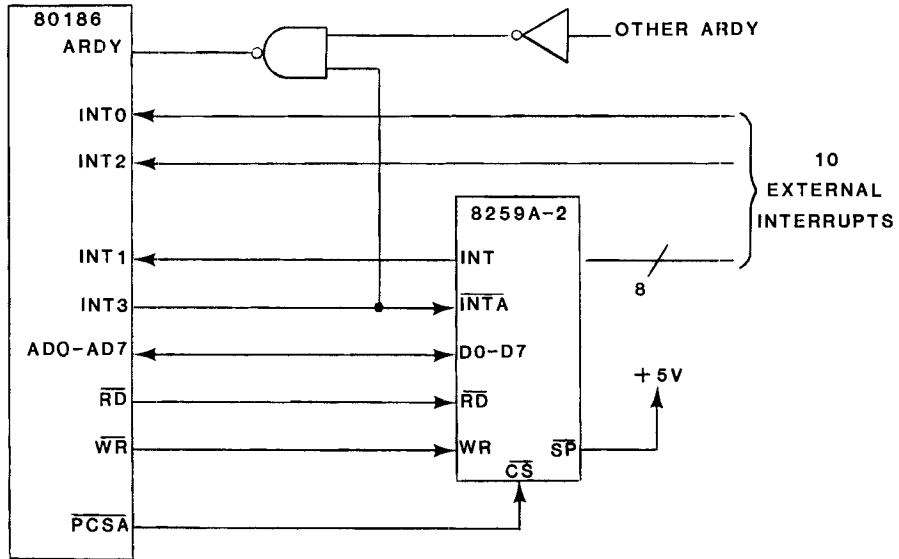 80186
ARDY
OTHER ARDY
INT0
INT2
10
EXTERNAL
INTERRUPTS
8259A-2
INT1
INT
8
INT3
INTA
AD0-AD7
D0-D7
+5V
RD
RD
WR
WR
SP
CS
PCSA